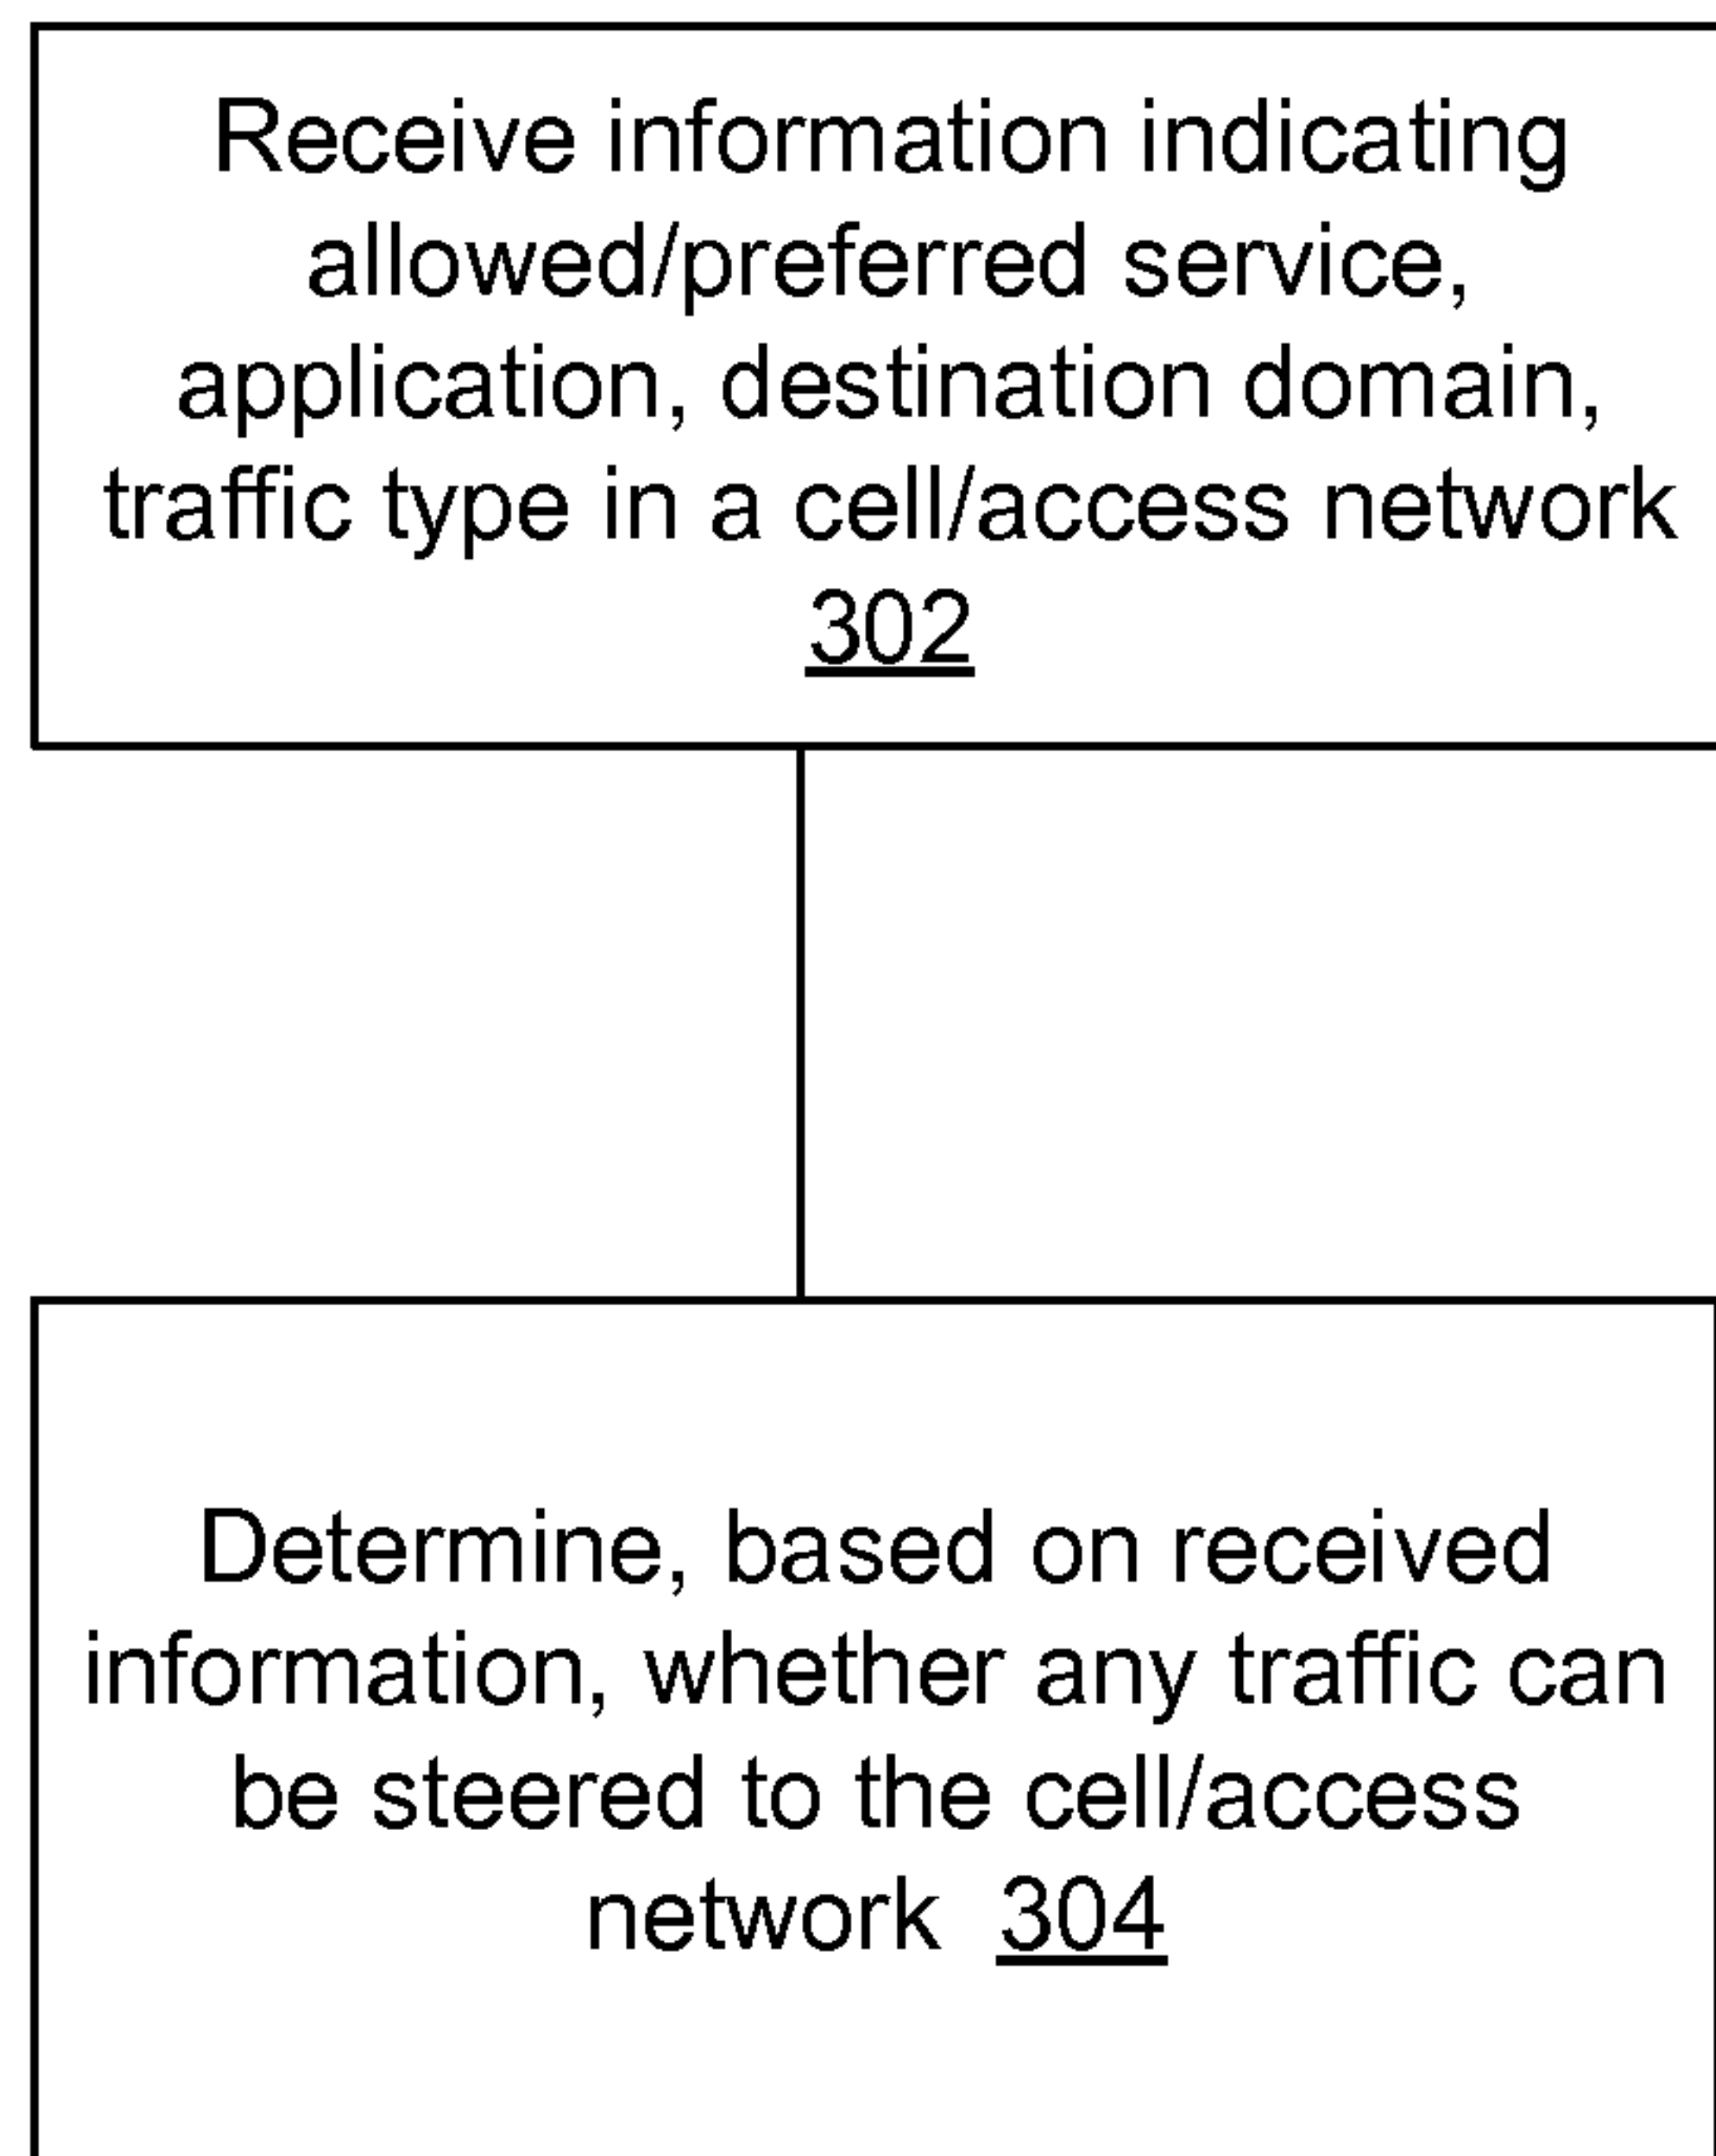 Receive information indicating
allowed/preferred service,
application, destination domain,
traffic type in a cell/access network
302
Determine, based on received
information, whether any traffic can
be steered to the cell/access
network 304